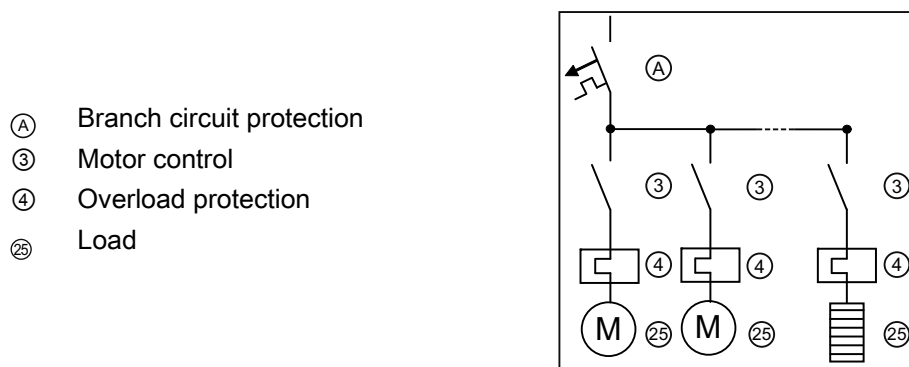 Ⓐ Branch circuit protection
③ Motor control
④ Overload protection
㉕ Load
Ⓐ
③ ③ ③
④ ④ ④
M ㉕ M ㉕ ㉕